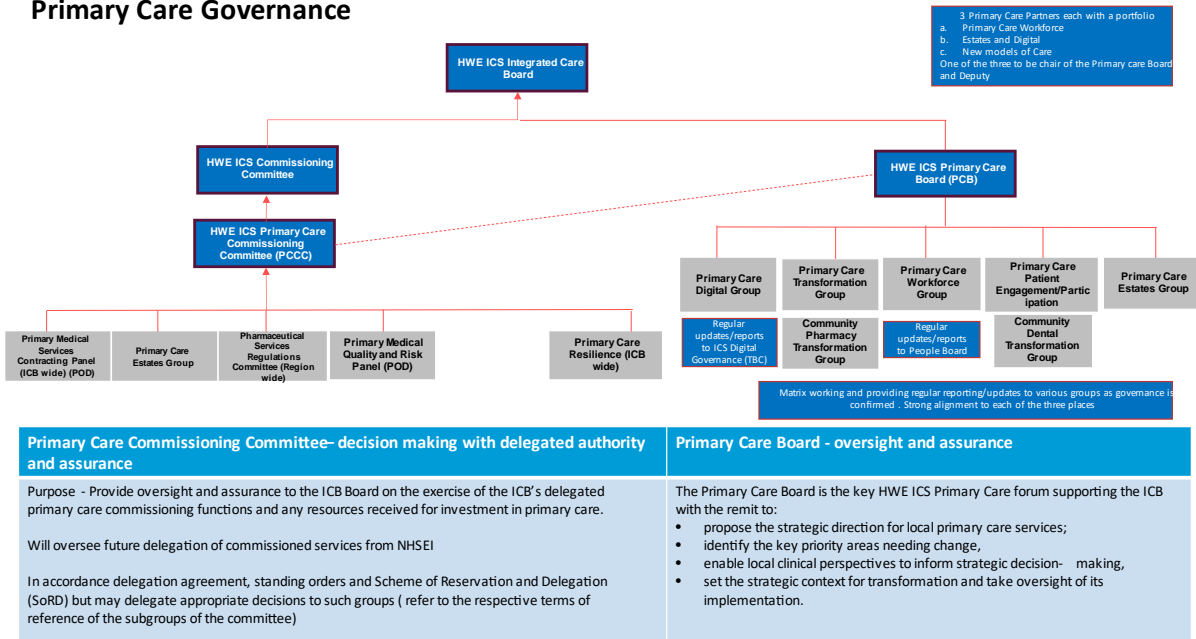 Primary Care Governance
3 Primary Care Partners each with a portfolio
a. Primary Care Workforce
b. Estates and Digital
c. New models of Care
One of the three to be chair of the Primary care Board
and Deputy
HWE ICS Integrated Care
Board
HWE ICS Commissioning
Committee
HWE ICS Primary Care
Board (PCB)
HWE ICS Primary Care
Commissioning
Committee (PCCC)
Primary Care
Digital Group
Primary Care
Transformation
Group
Primary Care
Workforce
Group
Primary Care
Patient
Engagement/Partic
ipation
Primary Care
Estates Group
Regular
updates/reports
to ICS Digital
Governance (TBC)
Community
Pharmacy
Transformation
Group
Regular
updates/reports
to People Board
Community
Dental
Transformation
Group
Primary Medical
Services
Contracting Panel
(ICB wide) (POD)
Primary Care
Estates Group
Pharmaceutical
Services
Regulations
Committee (Region
wide)
Primary Medical
Quality and Risk
Panel (POD)
Primary Care
Resilience (ICB
wide)
Matrix working and providing regular reporting/updates to various groups as governance is
confirmed . Strong alignment to each of the three places
Primary Care Commissioning Committee– decision making with delegated authority
and assurance
Purpose - Provide oversight and assurance to the ICB Board on the exercise of the ICB’s delegated
primary care commissioning functions and any resources received for investment in primary care.
Will oversee future delegation of commissioned services from NHSEI
In accordance delegation agreement, standing orders and Scheme of Reservation and Delegation
(SoRD) but may delegate appropriate decisions to such groups ( refer to the respective terms of
reference of the subgroups of the committee)
Primary Care Board - oversight and assurance
The Primary Care Board is the key HWE ICS Primary Care forum supporting the ICB
with the remit to:
• propose the strategic direction for local primary care services;
• identify the key priority areas needing change,
• enable local clinical perspectives to inform strategic decision- making,
• set the strategic context for transformation and take oversight of its
implementation.